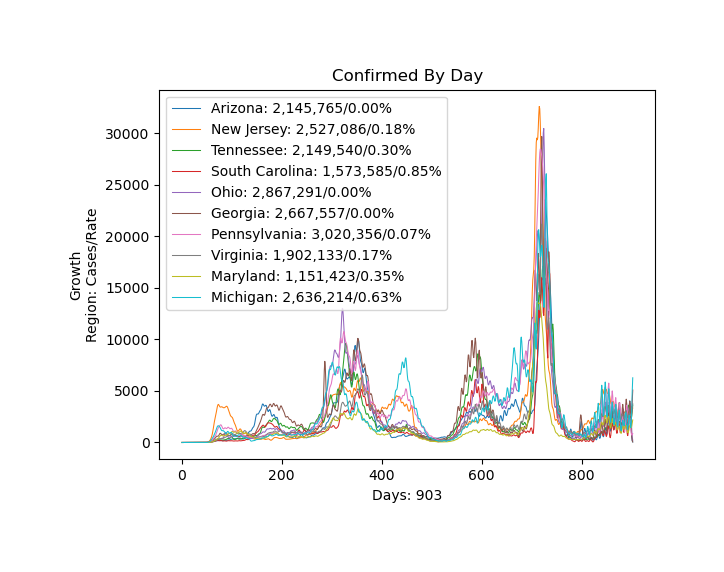 Confirmed By Day
Arizona: 2,145,765/0.00%
New Jersey: 2,527,086/0.18%
Tennessee: 2,149,540/0.30%
South Carolina: 1,573,585/0.85%
Ohio: 2,867,291/0.00%
Georgia: 2,667,557/0.00%
Pennsylvania: 3,020,356/0.07%
Virginia: 1,902,133/0.17%
Maryland: 1,151,423/0.35%
Michigan: 2,636,214/0.63%
30000
25000
20000
15000
10000
5000
0
Growth
Region: Cases/Rate
0 200 400 600 800
Days: 903